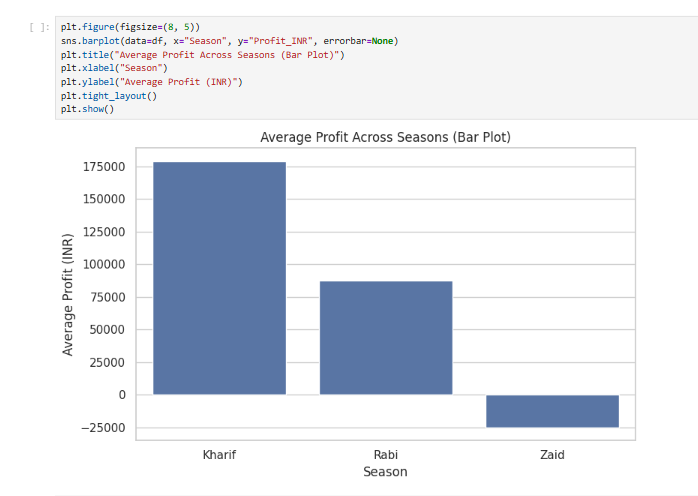 [ ]:
plt.figure(figsize=(8, 5))
sns.barplot(data=df, x="Season", y="Profit_INR", errorbar=None)
plt.title("Average Profit Across Seasons (Bar Plot)")
plt.xlabel("Season")
plt.ylabel("Average Profit (INR)")
plt.tight_layout()
plt.show()
Average Profit Across Seasons (Bar Plot)
Average Profit (INR)
175000
150000
125000
100000
75000
50000
25000
0
−25000
Kharif Rabi Zaid
Season